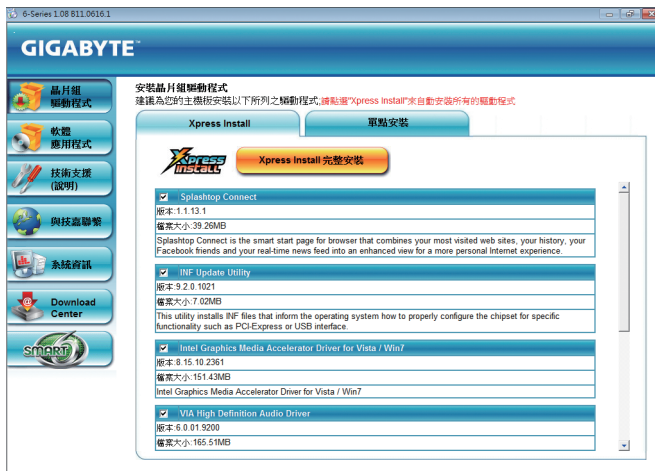 6-Series 1.08 B11.0616.1
GIGABYTE™
晶片組
驅動程式
軟體
應用程式
技術支援
(說明)
與技嘉聯繫
系統資訊
Download
Center
SMART6
安裝晶片組驅動程式
建議為您的主機板安裝以下所列之驅動程式;請點選"Xpress Install"來自動安裝所有的驅動程式
Xpress Install
單點安裝
Xpress
INSTALL
Xpress Install 完整安裝
Splashtop Connect
版本:1.1.13.1
檔案大小:39.26MB
Splashtop Connect is the smart start page for browser that combines your most visited web sites, your history, your
Facebook friends and your real-time news feed into an enhanced view for a more personal Internet experience.
INF Update Utility
版本:9.2.0.1021
檔案大小:7.02MB
This utility installs INF files that inform the operating system how to properly configure the chipset for specific
functionality such as PCI-Express or USB interface.
Intel Graphics Media Accelerator Driver for Vista / Win7
版本:8.15.10.2361
檔案大小:151.43MB
Intel Graphics Media Accelerator Driver for Vista / Win7
VIA High Definition Audio Driver
版本:6.0.01.9200
檔案大小:165.51MB